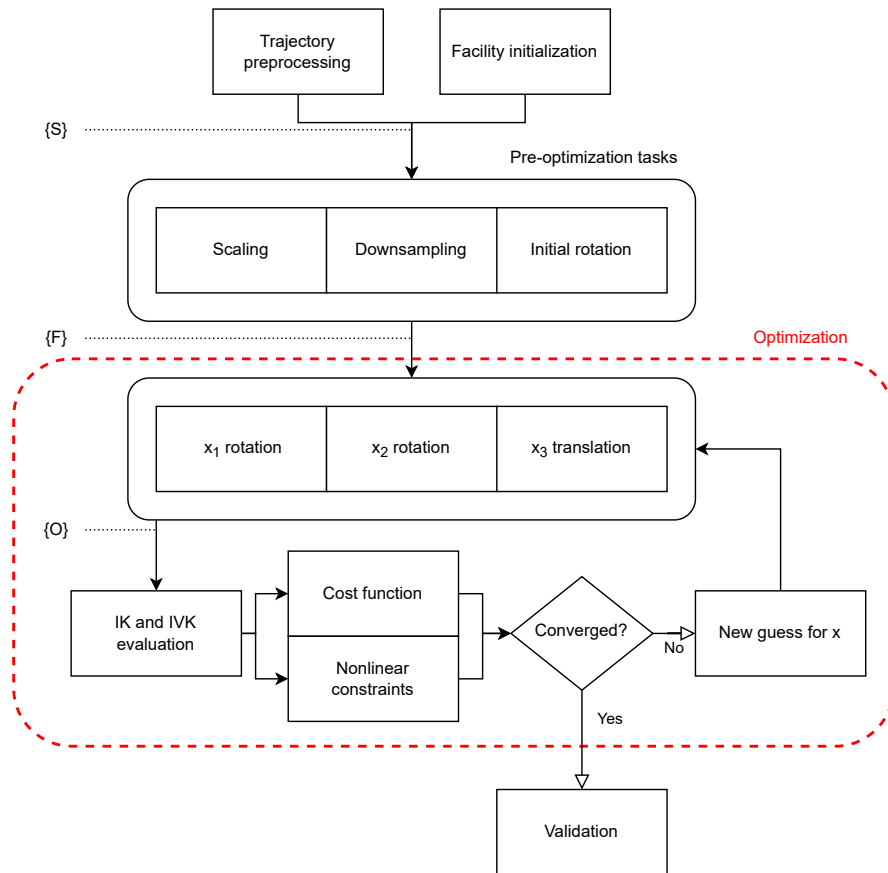 Trajectory
preprocessing
Facility initialization
{S}
Pre-optimization tasks
Scaling
Downsampling
Initial rotation
{F}
Optimization
x₁ rotation
x₂ rotation
x₃ translation
{O}
IK and IVK
evaluation
Cost function
Nonlinear
constraints
Converged?
No
New guess for x
Yes
Validation